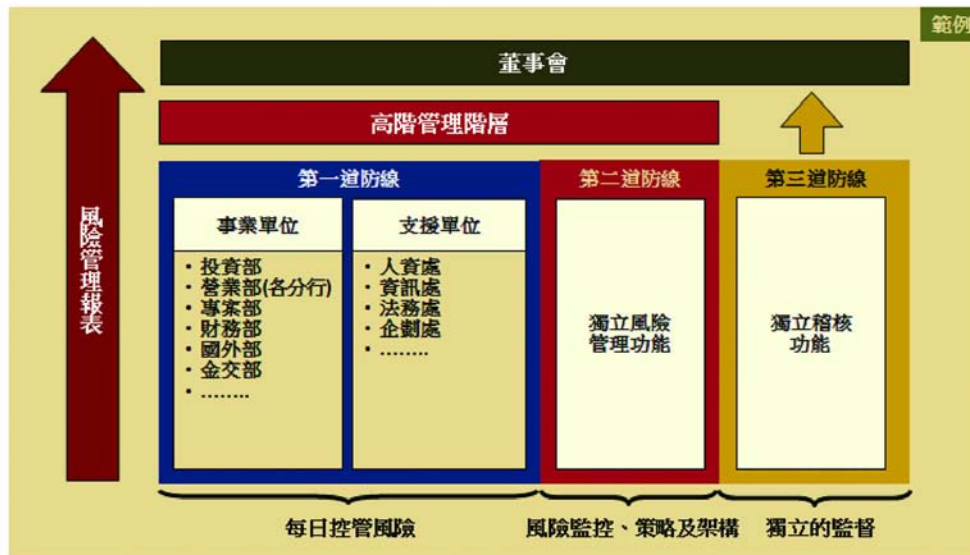 範例
董事會
高階管理階層
風險管理報表
第一道防線
事業單位
・投資部
・營業部(各分行)
・專案部
・財務部
・國外部
・金交部
・……..
支援單位
・人資處
・資訊處
・法務處
・企劃處
・……..
第二道防線
獨立風險
管理功能
第三道防線
獨立稽核
功能
每日控管風險
風險監控、策略及架構
獨立的監督